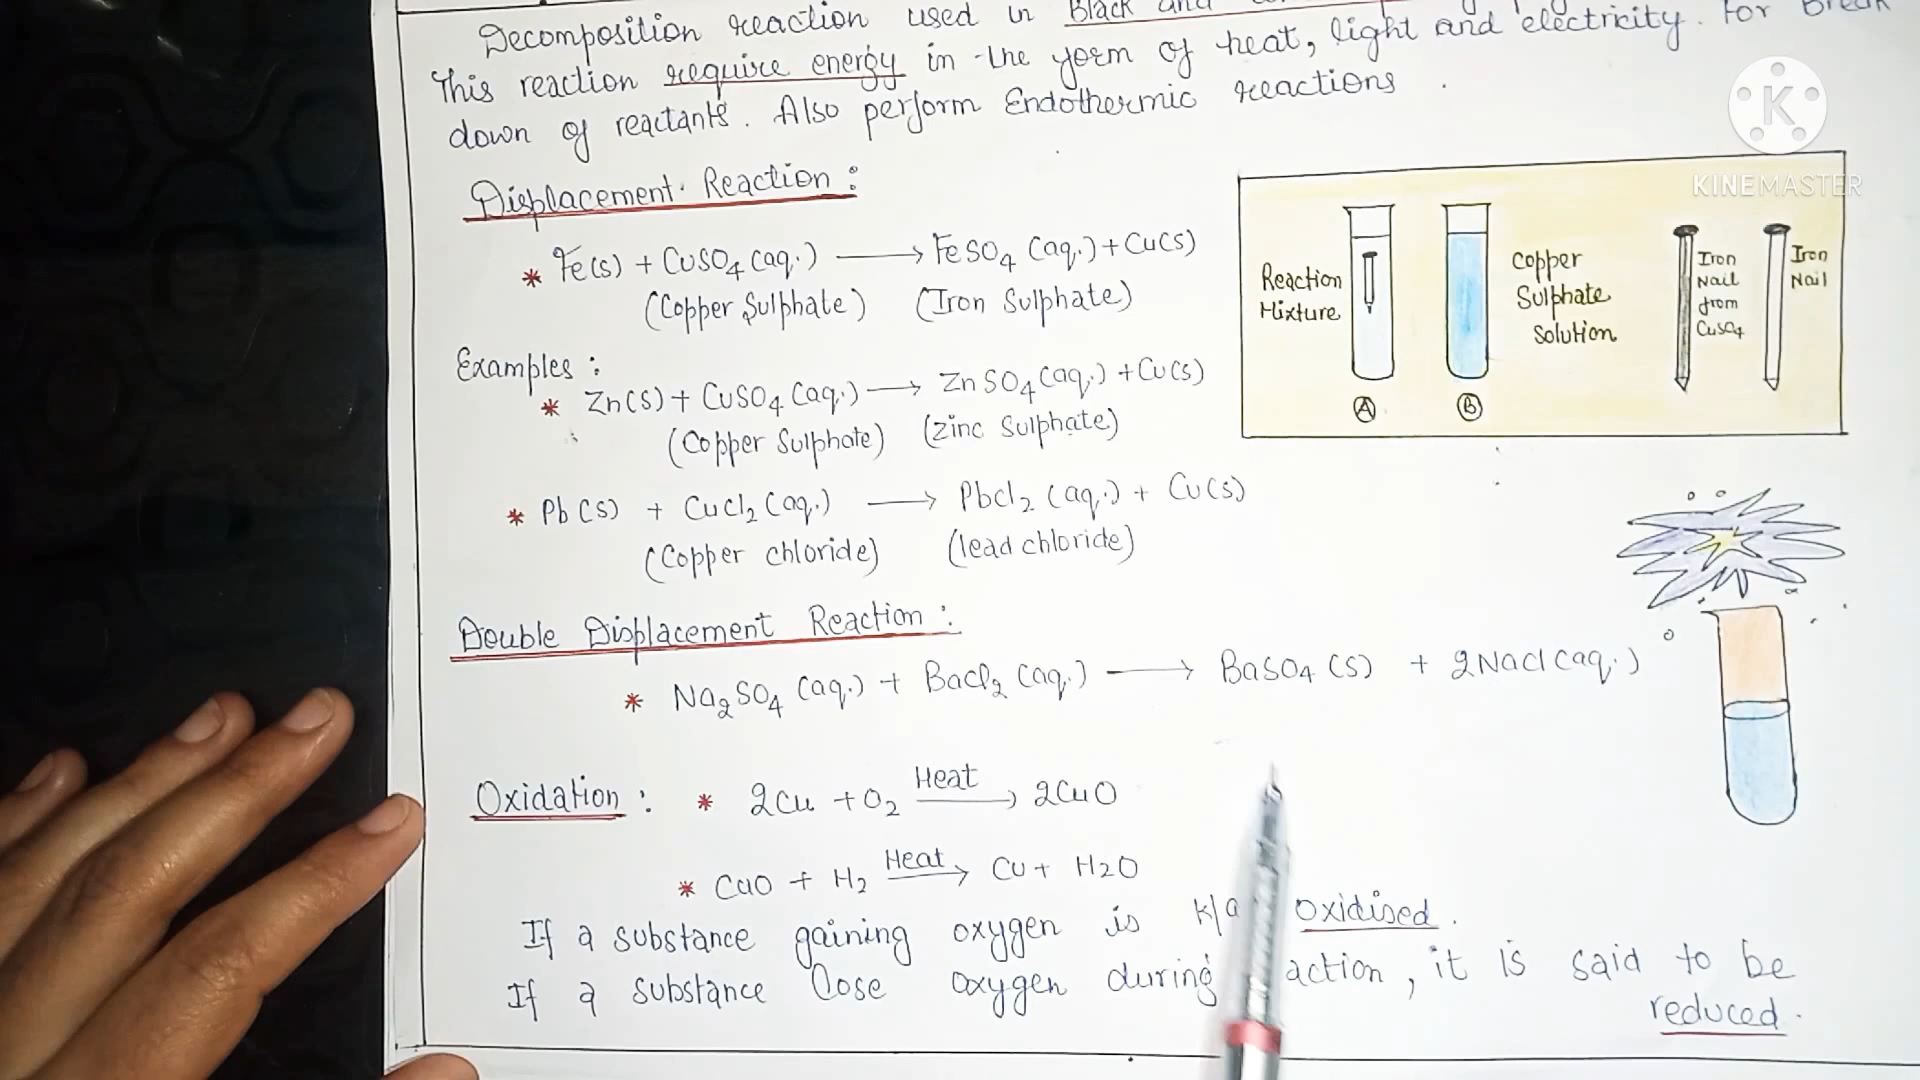 Decomposition reaction used in Black and
This reaction require energy in the form of heat, light and electricity. For Break
down of reactants. Also perform Endothermic reactions.
KINEMASTER
Displacement Reaction :
* Fe(s) + CuSO4 (aq.) ⟶ FeSO4 (aq.) + Cu(s)
(Copper Sulphate) (Iron Sulphate)
Reaction
Mixture
Copper
Sulphate
Solution
Iron
Nail
from
CuSO4
Iron
Nail
A
B
Examples :
* Zn(s) + CuSO4 (aq.) ⟶ ZnSO4 (aq.) + Cu(s)
(Copper Sulphate) (Zinc Sulphate)
* Pb(s) + CuCl2 (aq.) ⟶ PbCl2 (aq.) + Cu(s)
(Copper chloride) (lead chloride)
Double Displacement Reaction :
* Na2SO4 (aq.) + BaCl2 (aq.) ⟶ BaSO4 (s) + 2NaCl (aq.)
Oxidation : * 2Cu + O2 Heat⟶ 2CuO
* CuO + H2 Heat⟶ Cu + H2O
If a substance gaining oxygen is K/a oxidised.
If a substance lose oxygen during action, it is said to be
reduced.